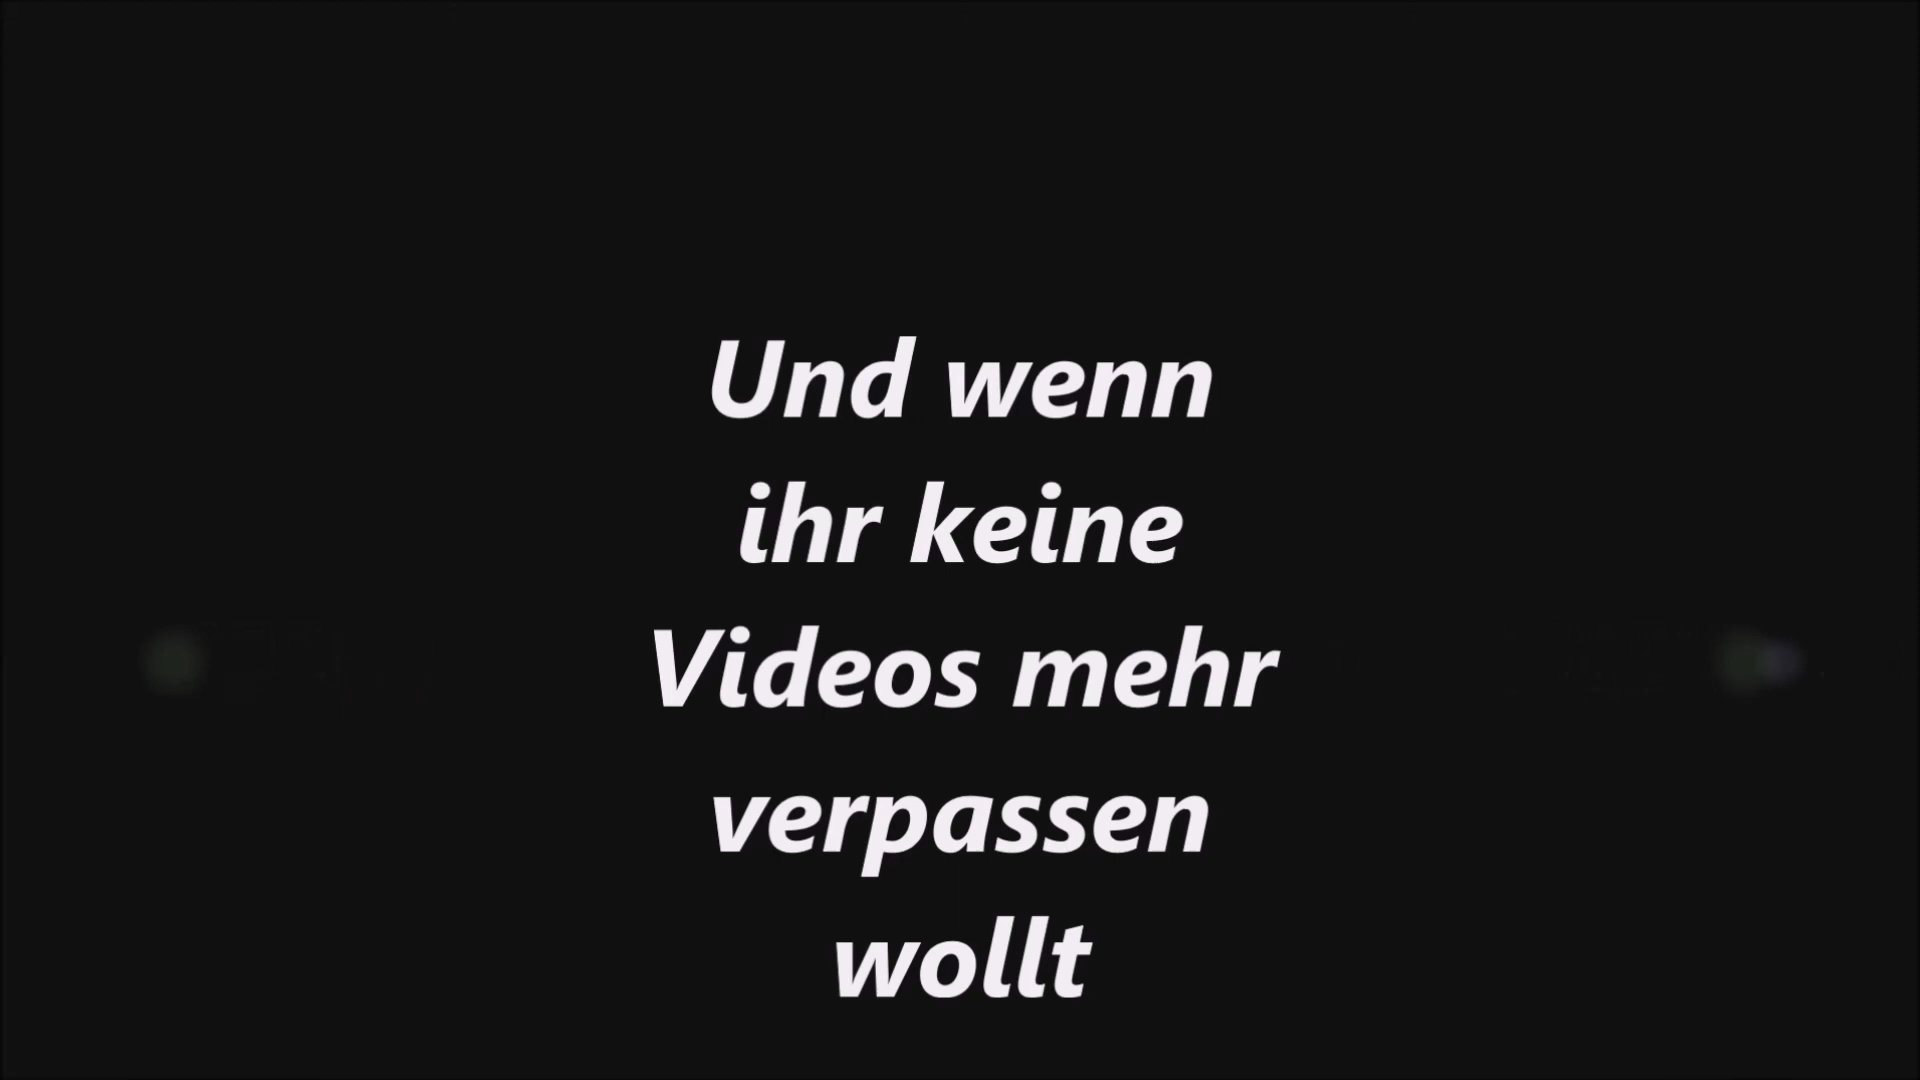 Und wenn
ihr keine
Videos mehr
verpassen
wollt